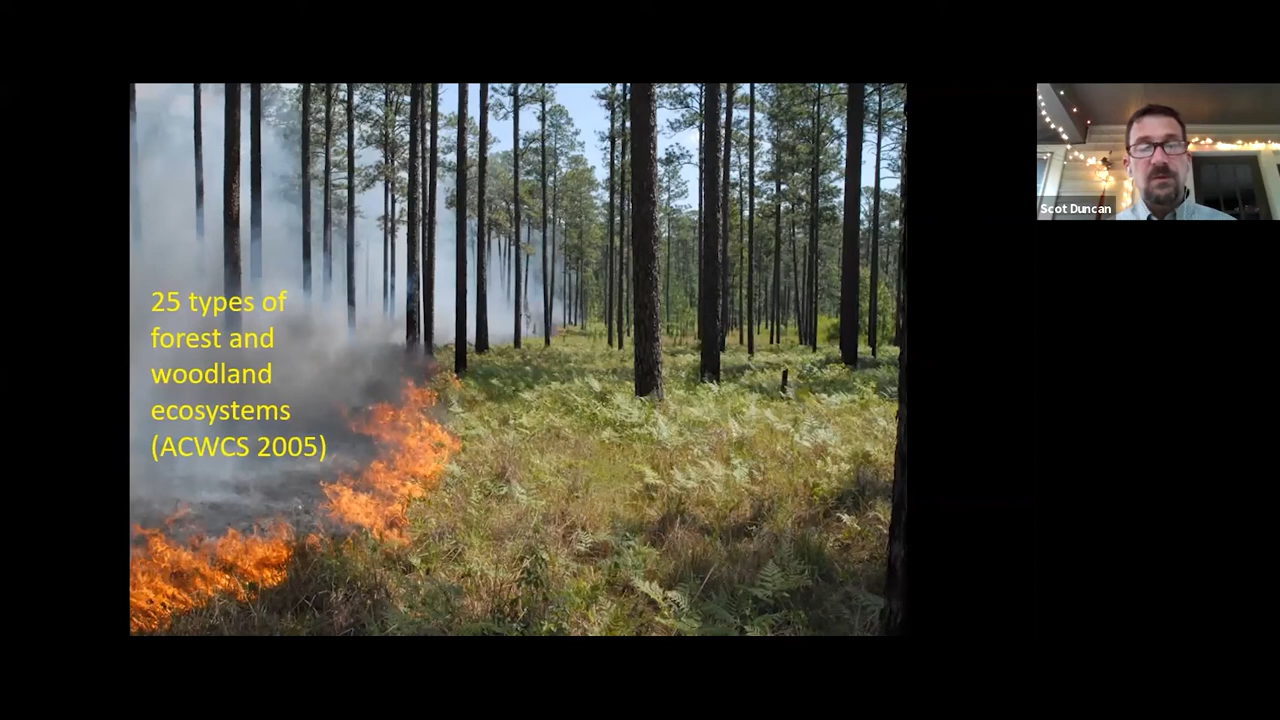 25 types of
forest and
woodland
ecosystems
(ACWCS 2005)
Scot Duncan